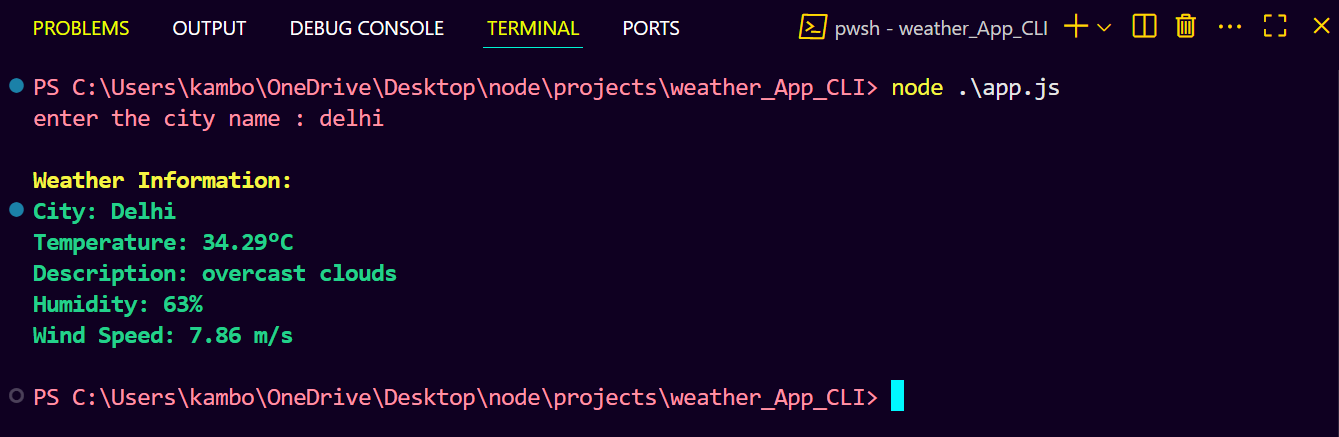 PROBLEMS OUTPUT DEBUG CONSOLE TERMINAL PORTS pwsh - weather_App_CLI
PS C:\Users\kambo\OneDrive\Desktop\node\projects\weather_App_CLI> node .\app.js
enter the city name : delhi
Weather Information:
City: Delhi
Temperature: 34.29°C
Description: overcast clouds
Humidity: 63%
Wind Speed: 7.86 m/s
PS C:\Users\kambo\OneDrive\Desktop\node\projects\weather_App_CLI>